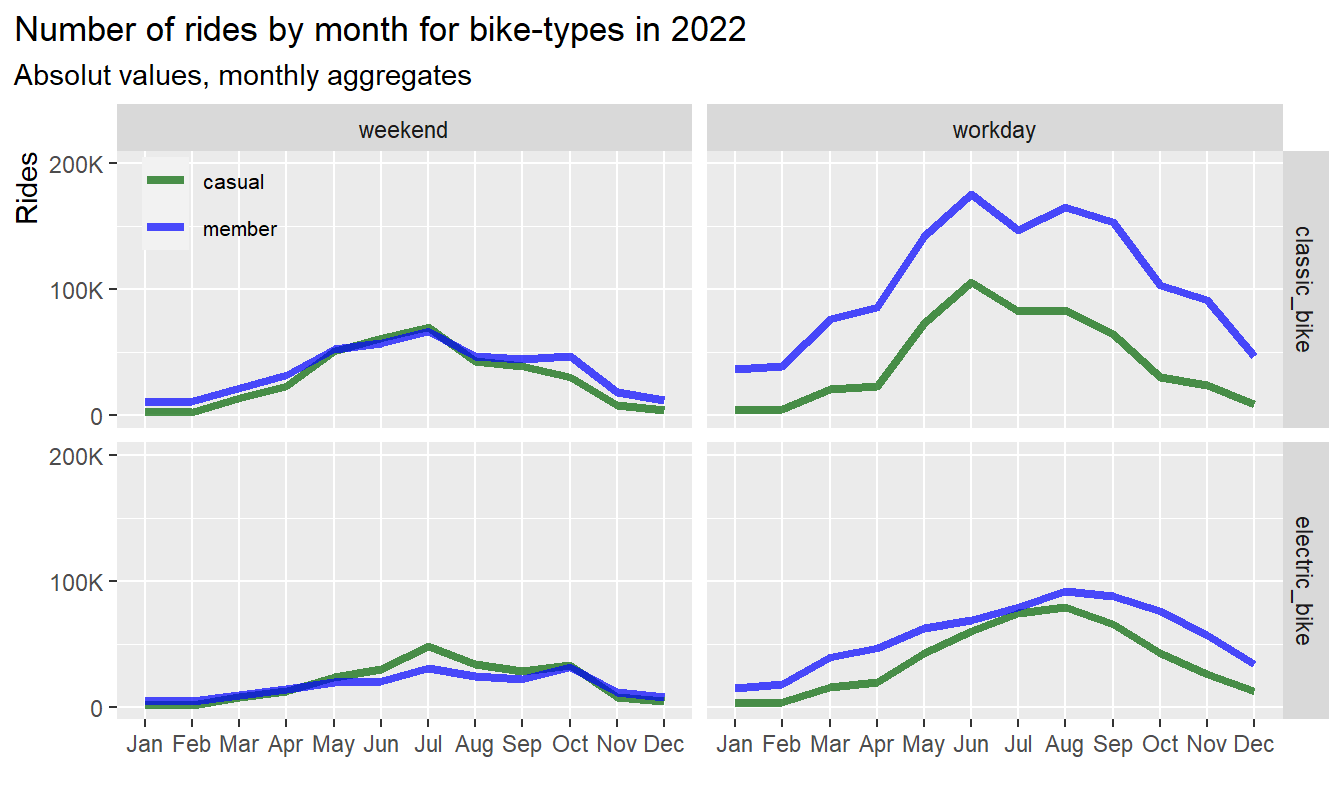 Number of rides by month for bike-types in 2022
Absolut values, monthly aggregates
weekend
workday
Rides
200K
100K
0
casual
member
classic_bike
200K
100K
0
electric_bike
Jan Feb Mar Apr May Jun Jul Aug Sep Oct Nov Dec
Jan Feb Mar Apr May Jun Jul Aug Sep Oct Nov Dec